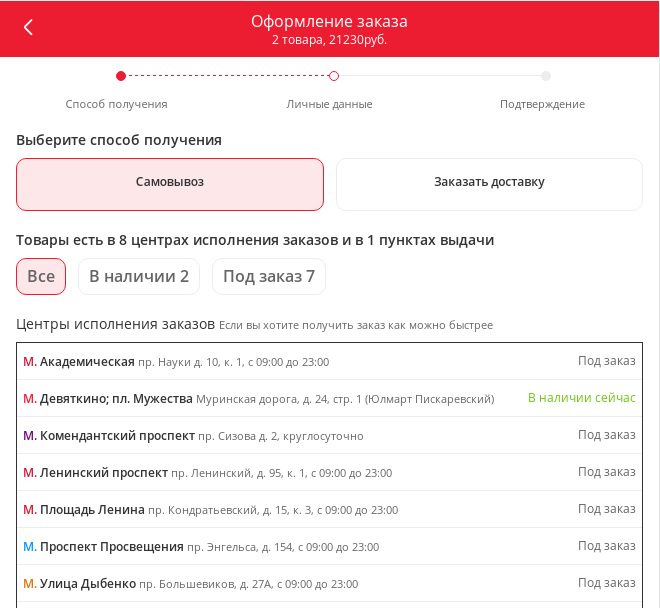 Оформление заказа
2 товара, 21230руб.
Способ получения Личные данные Подтверждение
Выберите способ получения
Самовывоз Заказать доставку
Товары есть в 8 центрах исполнения заказов и в 1 пунктах выдачи
Все В наличии 2 Под заказ 7
Центры исполнения заказов Если вы хотите получить заказ как можно быстрее
М. Академическая пр. Науки д. 10, к. 1, с 09:00 до 23:00 Под заказ
М. Девяткино; пл. Мужества Муринская дорога, д. 24, стр. 1 (Юлмарт Пискаревский) В наличии сейчас
М. Комендантский проспект пр. Сизова д. 2, круглосуточно Под заказ
М. Ленинский проспект пр. Ленинский, д. 95, к. 1, с 09:00 до 23:00 Под заказ
М. Площадь Ленина пр. Кондратьевский, д. 15, к. 3, с 09:00 до 23:00 Под заказ
М. Проспект Просвещения пр. Энгельса, д. 154, с 09:00 до 23:00 Под заказ
М. Улица Дыбенко пр. Большевиков, д. 27А, с 09:00 до 23:00 Под заказ